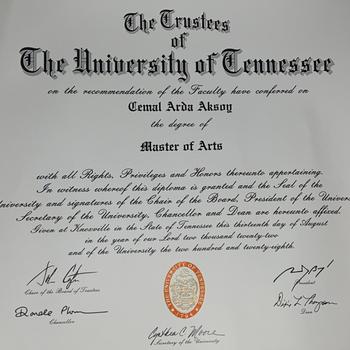 The Trustees
of
The University of Tennessee
on the recommendation of the Faculty have conferred on
Cemal Arda Aksoy
the degree of
Master of Arts
with all Rights, Privileges and Honors thereunto appertaining.
In witness whereof this diploma is granted and the Seal of the
University and signatures of the Chair of the Board, President of the
Secretary of the University, Chancellor and Dean are hereunto affixed.
Given at Knoxville in the State of Tennessee this thirteenth day of August
in the year of our Lord two thousand twenty-two
and of the University the two hundred and twenty-eighth.
Chair of the Board of Trustees
President
Chancellor
Dean
Cynthia C. Moore
Secretary of the University